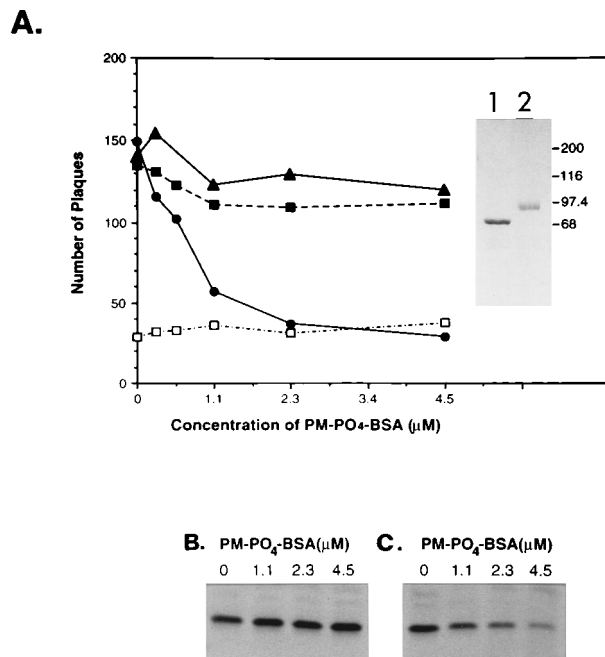 A.
Number of Plaques
200
150
100
50
0
0 1.1 2.3 3.4 4.5
Concentration of PM-PO4-BSA (μM)
1 2
-200
-116
-97.4
-68
B. PM-PO4-BSA(μM)
0 1.1 2.3 4.5
C. PM-PO4-BSA(μM)
0 1.1 2.3 4.5